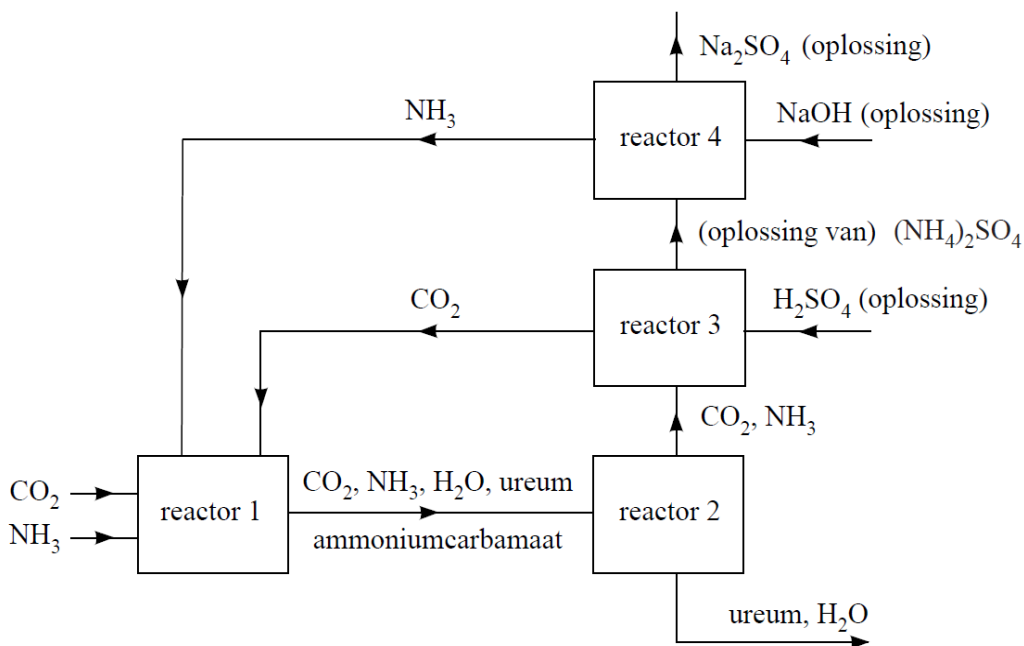 Na₂SO₄ (oplossing)
NH₃
reactor 4
NaOH (oplossing)
(oplossing van) (NH₄)₂SO₄
CO₂
reactor 3
H₂SO₄ (oplossing)
CO₂, NH₃
CO₂
NH₃
reactor 1
CO₂, NH₃, H₂O, ureum
ammoniumcarbamaat
reactor 2
ureum, H₂O